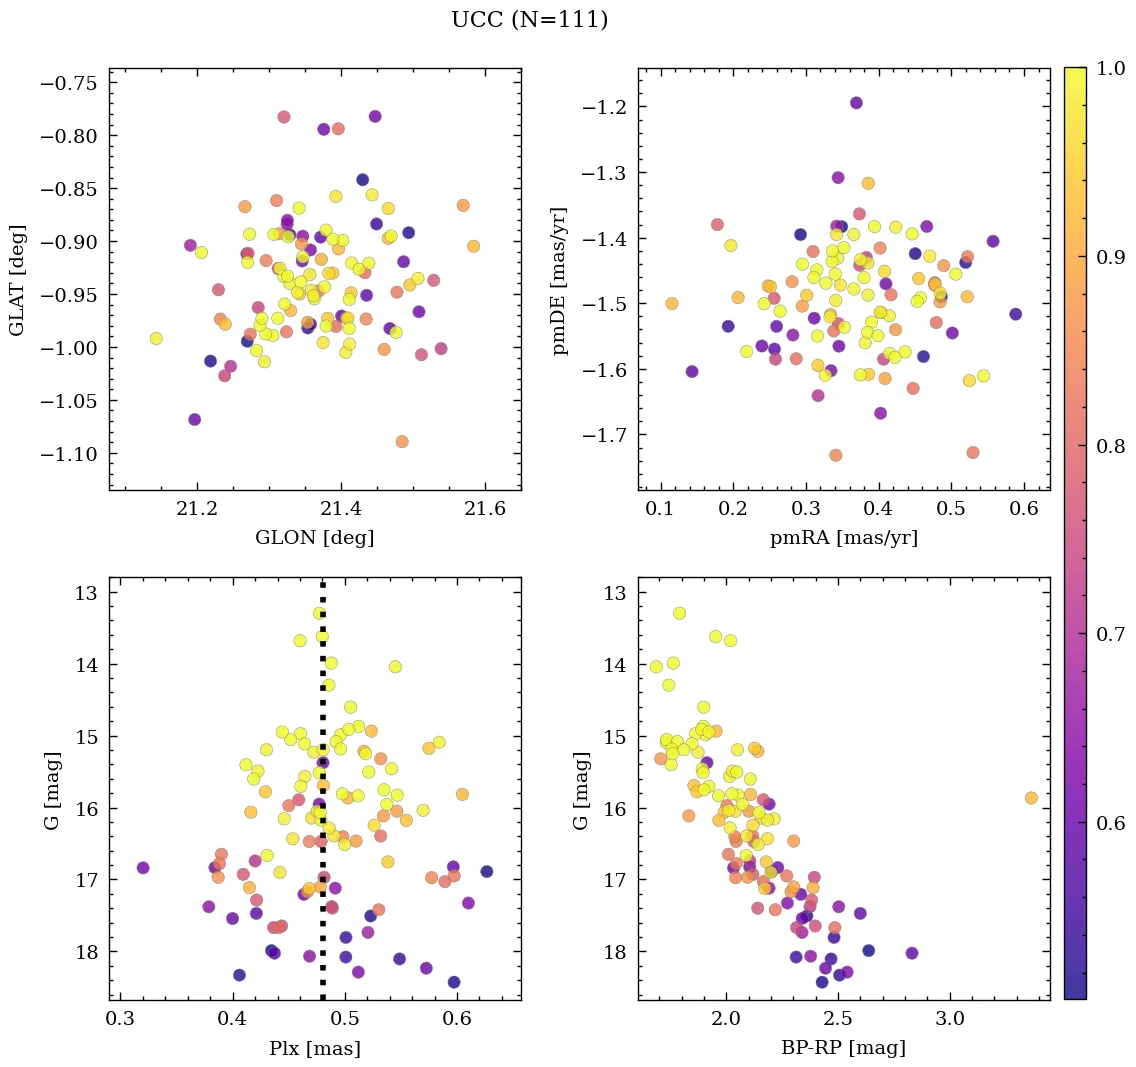 UCC (N=111)
−0.75
−0.80
−0.85
−0.90
−0.95
−1.00
−1.05
−1.10
GLAT [deg]
21.2 21.4 21.6
GLON [deg]
−1.2
−1.3
−1.4
−1.5
−1.6
−1.7
pmDE [mas/yr]
0.1 0.2 0.3 0.4 0.5 0.6
pmRA [mas/yr]
1.0
0.9
0.8
0.7
0.6
13
14
15
16
17
18
G [mag]
0.3 0.4 0.5 0.6
Plx [mas]
13
14
15
16
17
18
G [mag]
2.0 2.5 3.0
BP-RP [mag]